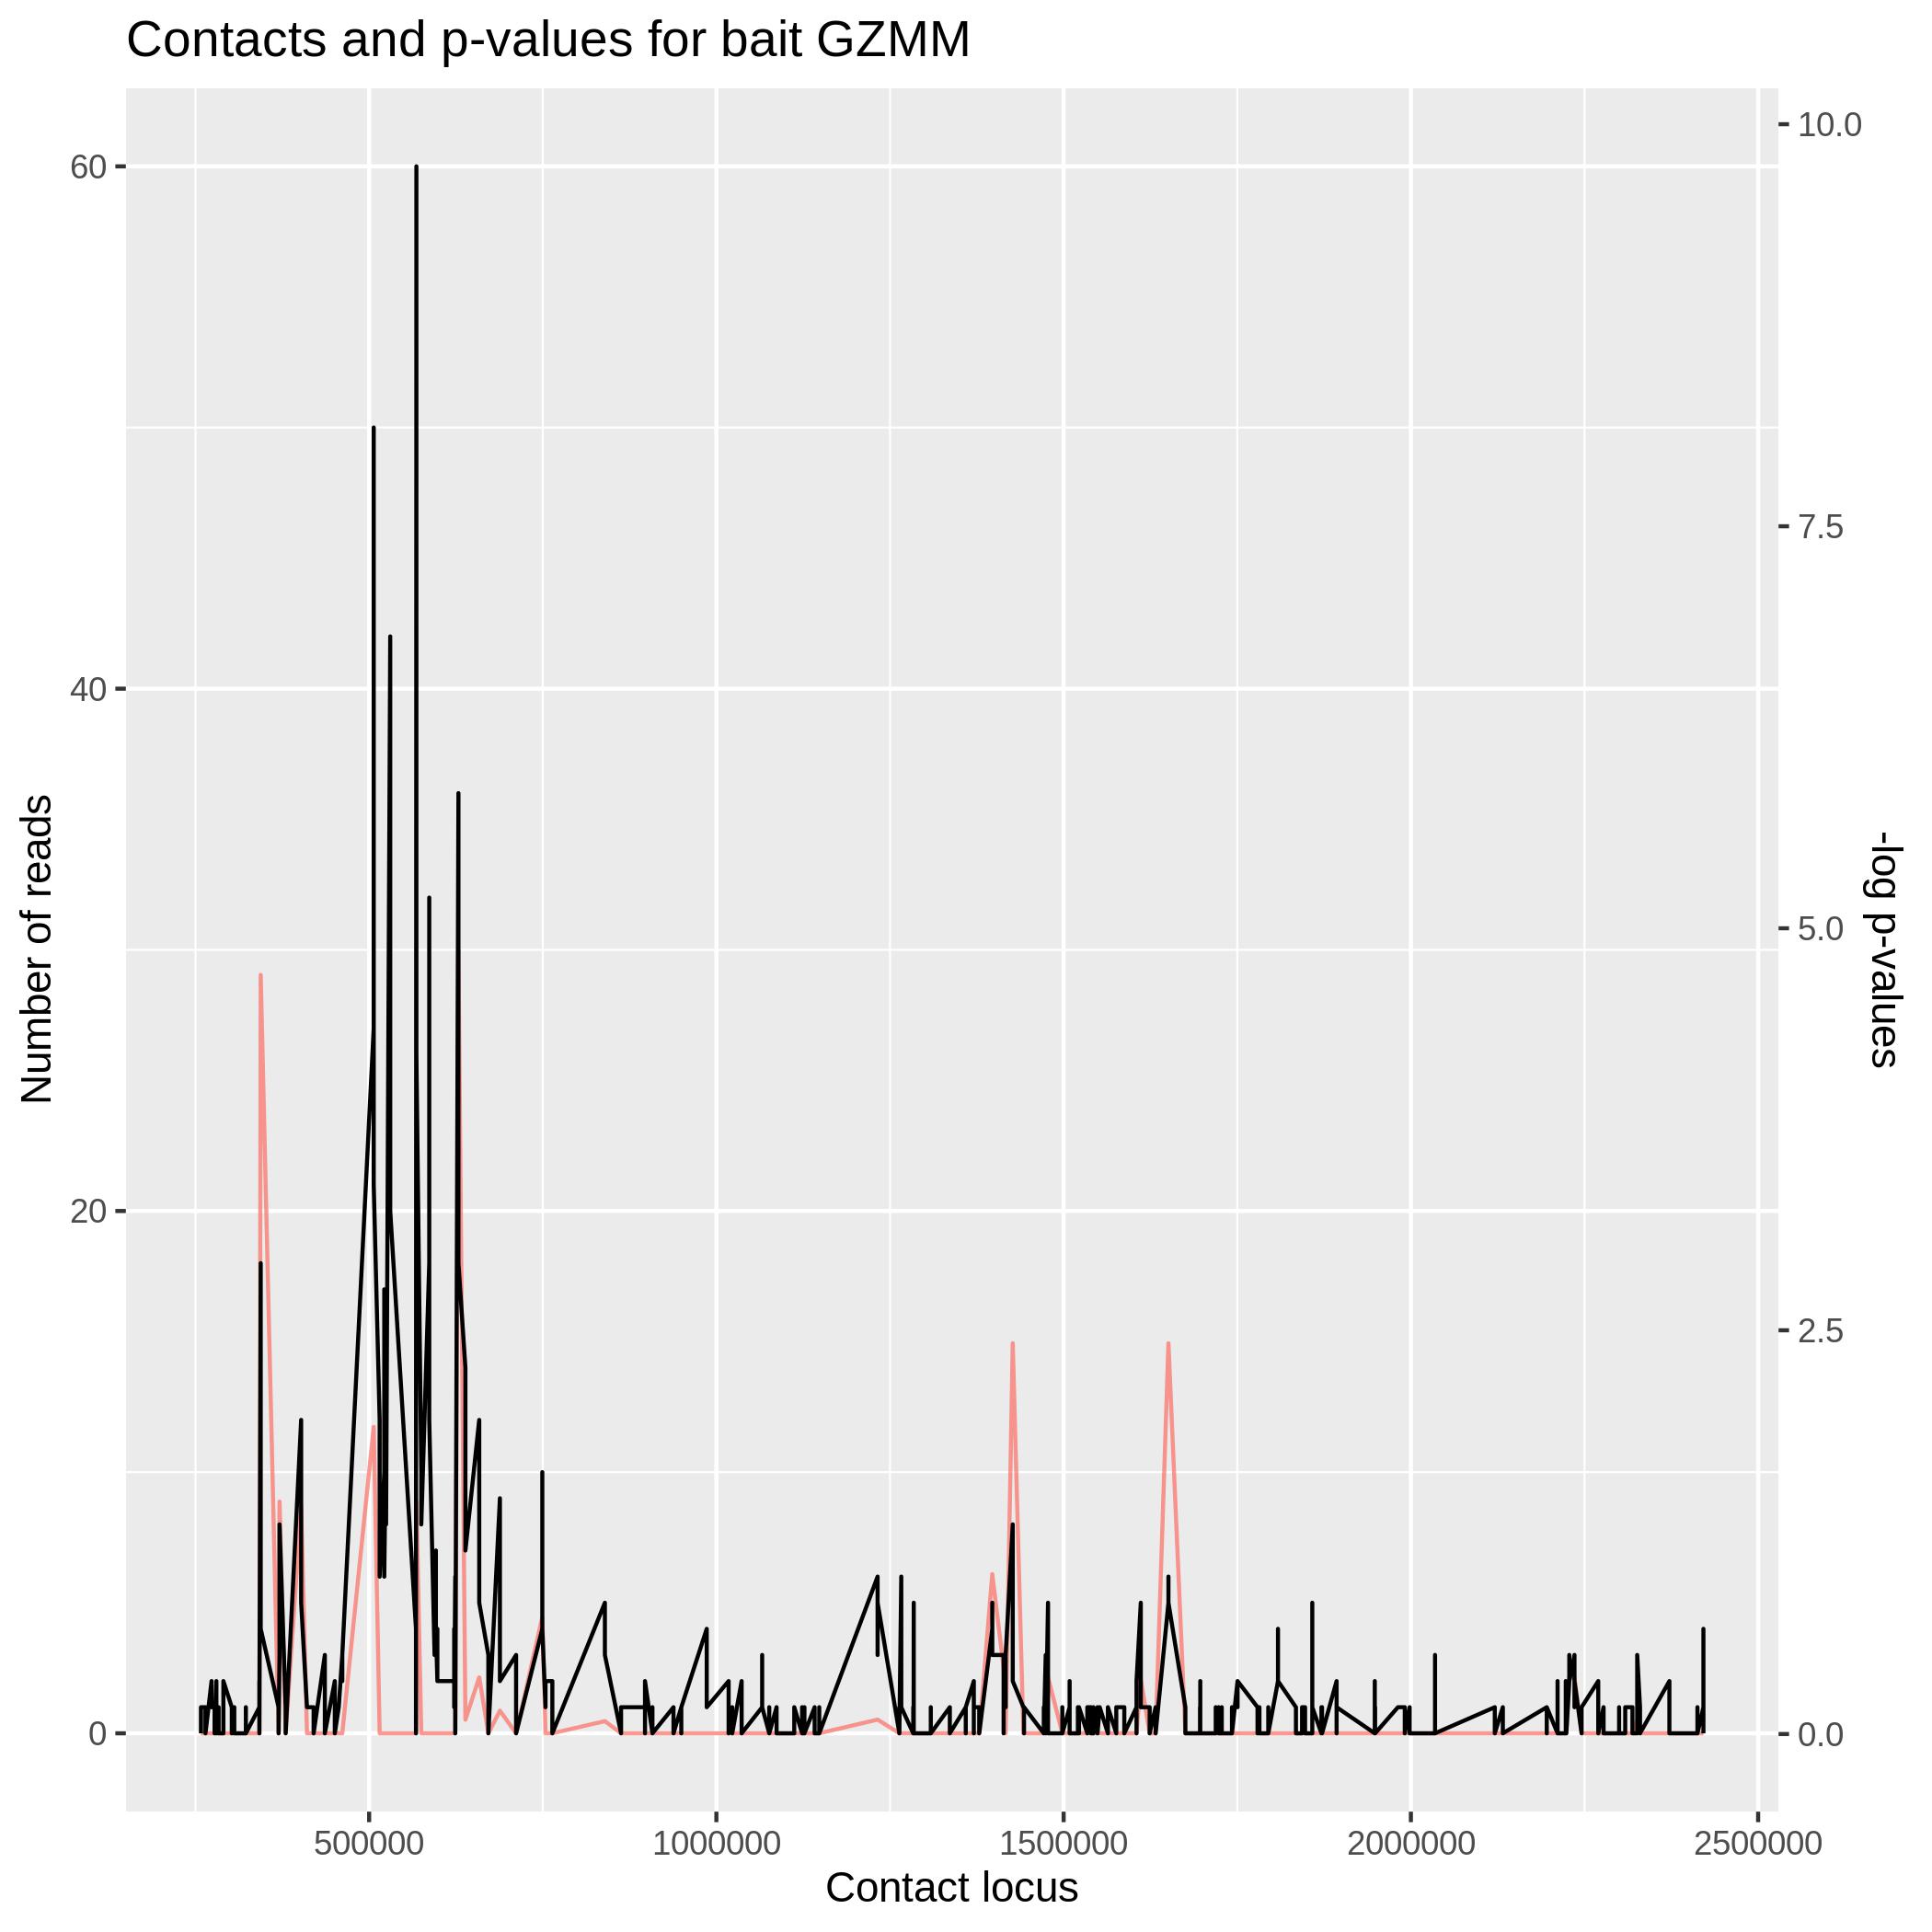 Contacts and p-values for bait GZMM
60
40
20
0
Number of reads
10.0
7.5
5.0
2.5
0.0
-log p-values
500000 1000000 1500000 2000000 2500000
Contact locus